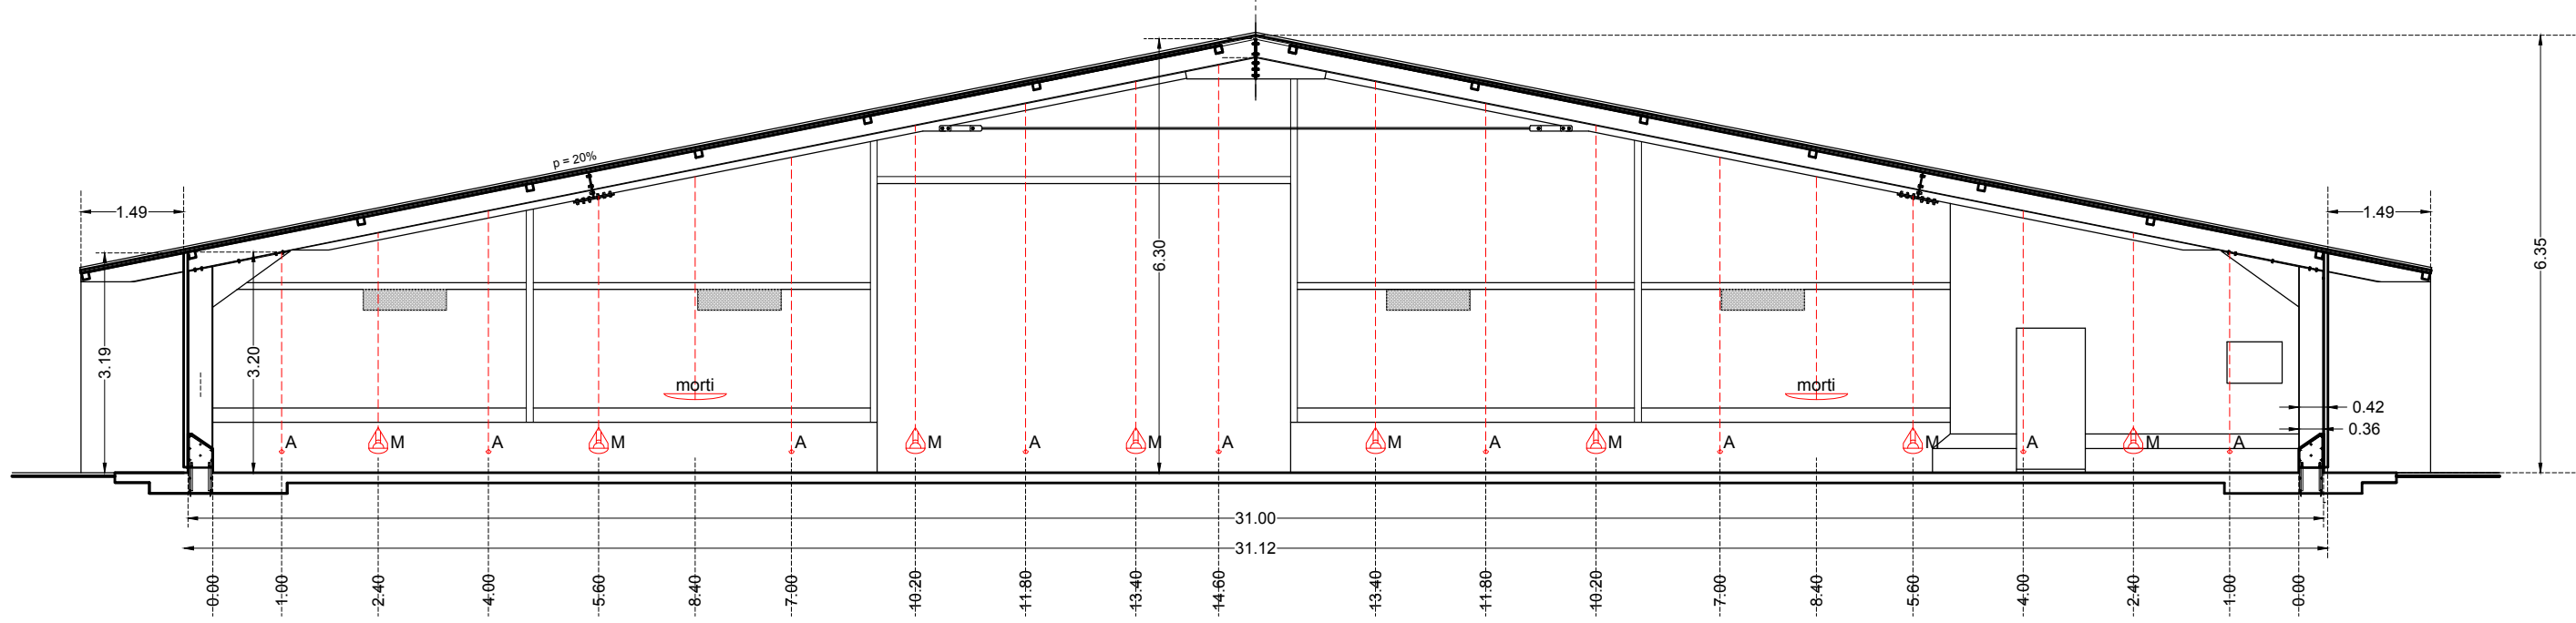 p = 20%
1.49
1.49
6.30
6.35
3.19
3.20
morti
morti
0.42
0.36
A
M
A
M
A
M
A
M
A
M
A
M
A
M
A
M
A
31.00
31.12
0.00
1.00
2.40
4.00
5.60
8.40
7.00
10.20
11.80
13.40
14.60
13.40
11.80
10.20
7.00
8.40
5.60
4.00
2.40
1.00
0.00